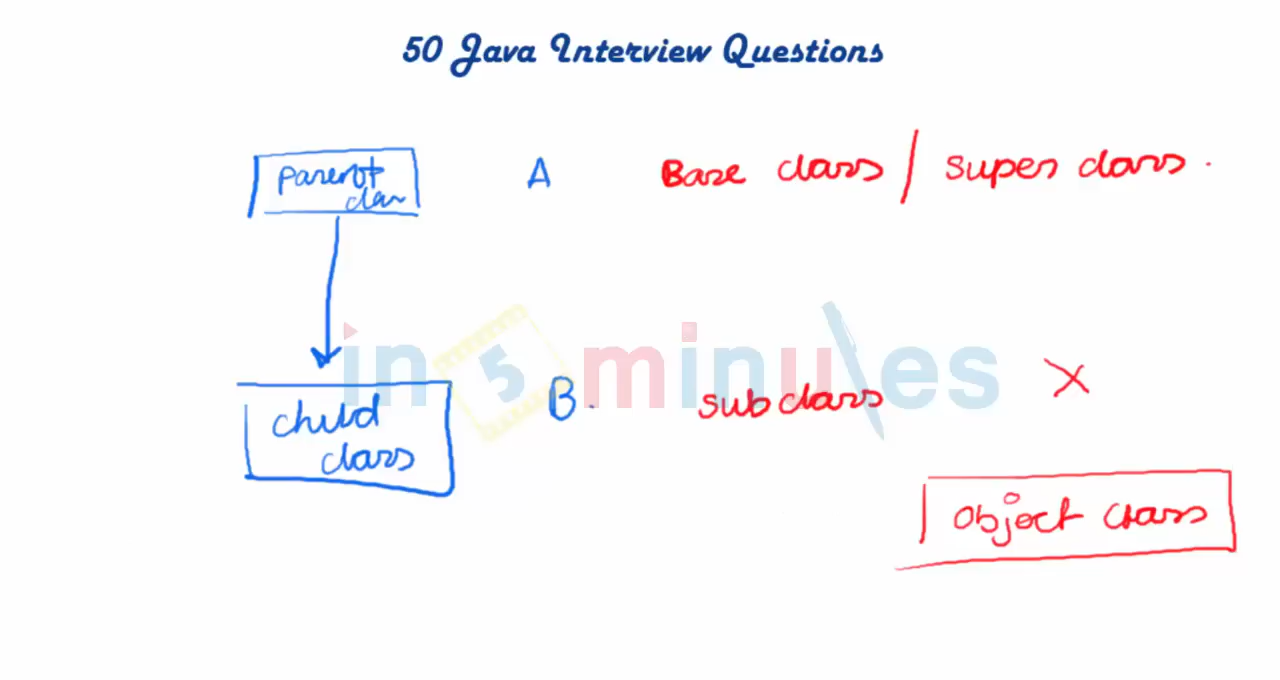 50 Java Interview Questions
Parent
class
A
Base class / Super class.
in 5 minutes
child
class
B.
subclass
X
Object class